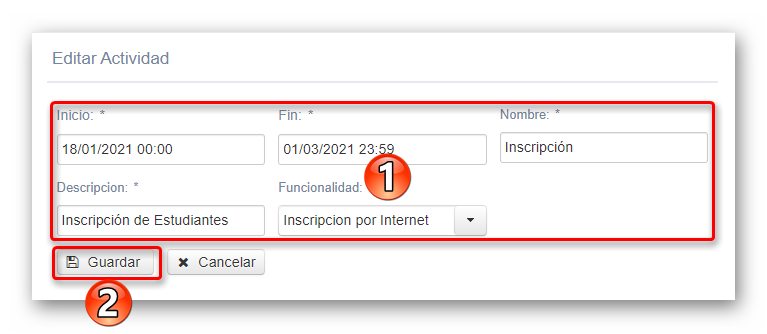 Editar Actividad
Inicio: * Fin: * Nombre: *
18/01/2021 00:00 01/03/2021 23:59 Inscripción
1
Descripcion: * Funcionalidad:
Inscripción de Estudiantes Inscripcion por Internet
Guardar Cancelar
2